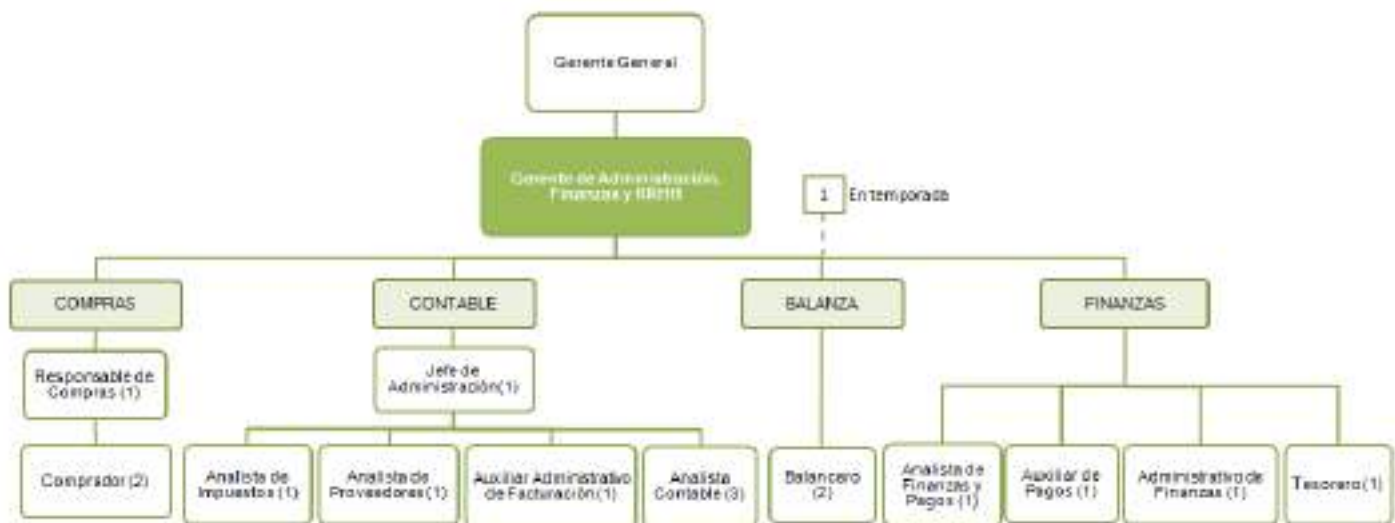 Gerente General
Gerente de Administración,
Finanzas y RRHH
1 En temporada
COMPRAS
CONTABLE
BALANZA
FINANZAS
Responsable de
Compras (1)
Jefe de
Administración(1)
Comprador(2)
Analista de
Impuestos (1)
Analista de
Proveedores(1)
Auxiliar Administrativo
de Facturación(1)
Analista
Contable (3)
Balancero
(2)
Analista de
Finanzas y
Pagos (1)
Auxiliar de
Pagos (1)
Administrativo de
Finanzas (1)
Tesorero(1)